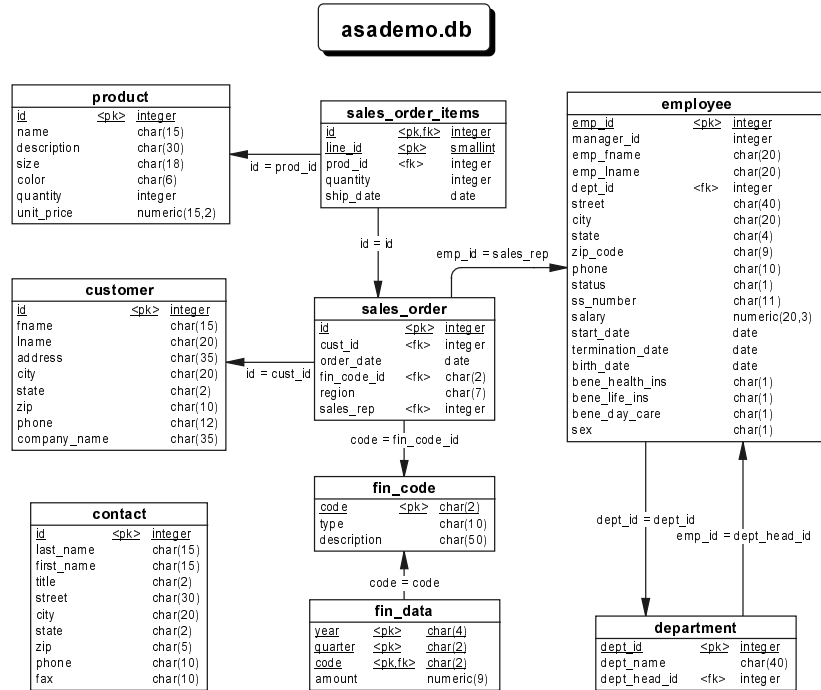 asademo.db
product
id <pk> integer
name char(15)
description char(30)
size char(18)
color char(6)
quantity integer
unit_price numeric(15,2)
id = prod_id
sales_order_items
id <pk,fk> integer
line_id <pk> smallint
prod_id <fk> integer
quantity integer
ship_date date
id = id
emp_id = sales_rep
employee
emp_id <pk> integer
manager_id integer
emp_fname char(20)
emp_lname char(20)
dept_id <fk> integer
street char(40)
city char(20)
state char(4)
zip_code char(9)
phone char(10)
status char(1)
ss_number char(11)
salary numeric(20,3)
start_date date
termination_date date
birth_date date
bene_health_ins char(1)
bene_life_ins char(1)
bene_day_care char(1)
sex char(1)
customer
id <pk> integer
fname char(15)
lname char(20)
address char(35)
city char(20)
state char(2)
zip char(10)
phone char(12)
company_name char(35)
id = cust_id
sales_order
id <pk> integer
cust_id <fk> integer
order_date date
fin_code_id <fk> char(2)
region char(7)
sales_rep <fk> integer
code = fin_code_id
fin_code
code <pk> char(2)
type char(10)
description char(50)
code = code
contact
id <pk> integer
last_name char(15)
first_name char(15)
title char(2)
street char(30)
city char(20)
state char(2)
zip char(5)
phone char(10)
fax char(10)
fin_data
year <pk> char(4)
quarter <pk> char(2)
code <pk,fk> char(2)
amount numeric(9)
dept_id = dept_id
emp_id = dept_head_id
department
dept_id <pk> integer
dept_name char(40)
dept_head_id <fk> integer